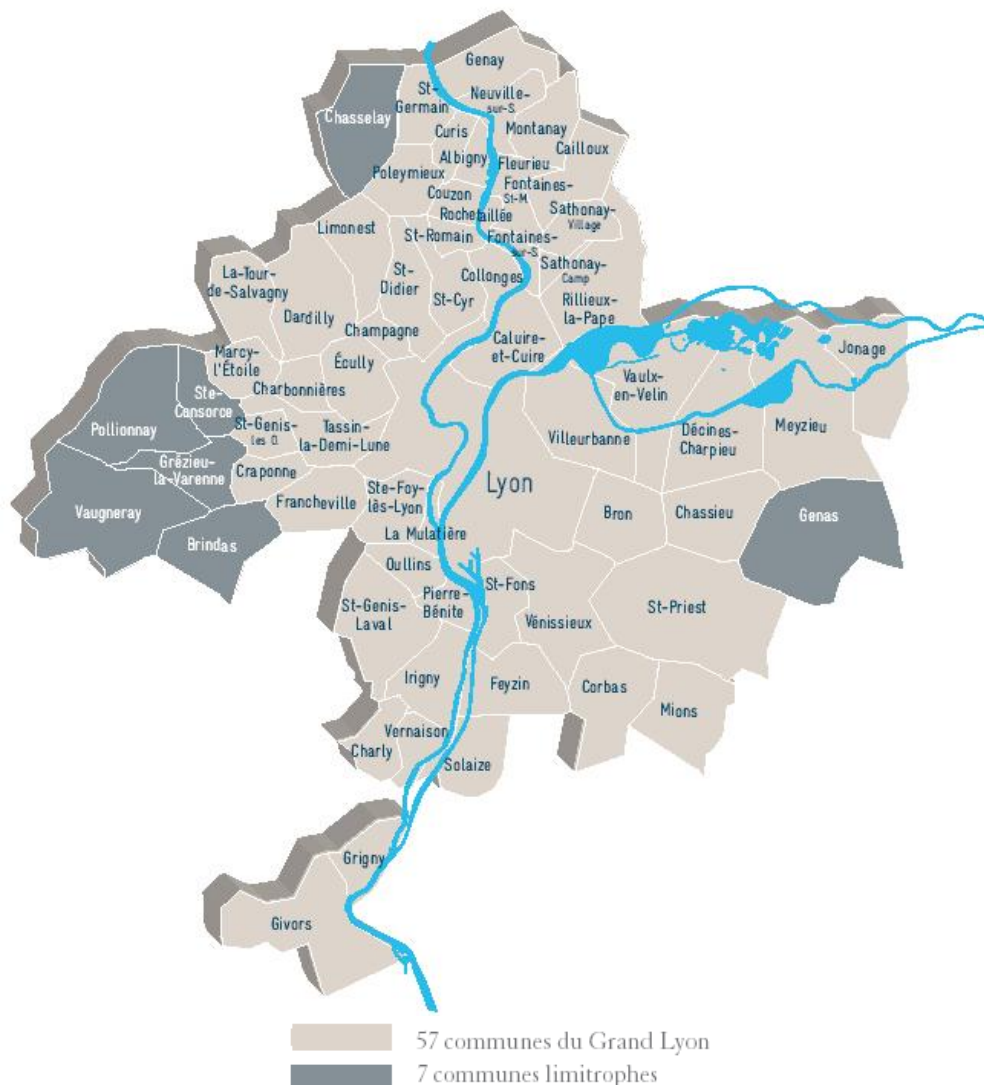 Genay
St-
Germain
Neuville-
sur-S.
Chasselay
Curis
Montanay
Cailloux
Albigny
Fleurieu
Poleymieux
Couzon
Fontaines-
St-M.
Rochetaillée
Sathonay-
Village
Limonest
St-Romain
Fontaines-
sur-S.
La-Tour-
de-Salvagny
St-
Didier
Collonges
Sathonay-
Camp
St-Cyr
Rillieux-
la-Pape
Dardilly
Champagne
Caluire-
et-Cuire
Jonage
Marcy-
l'Étoile
Écully
Charbonnières
Vaulx-
en-Velin
Ste-
Consorce
Pollionnay
St-Genis-
les O.
Tassin-
la-Demi-Lune
Villeurbanne
Décines-
Charpieu
Meyzieu
Grézieu-
la-Varenne
Craponne
Francheville
Ste-Foy-
lès-Lyon
Lyon
Vaugneray
Bron
Chassieu
Genas
Brindas
La Mulatière
Oullins
St-Genis-
Laval
Pierre-
Bénite
St-Fons
Vénissieux
St-Priest
Irigny
Feyzin
Corbas
Mions
Vernaison
Charly
Solaize
Grigny
Givors
57 communes du Grand Lyon
7 communes limitrophes